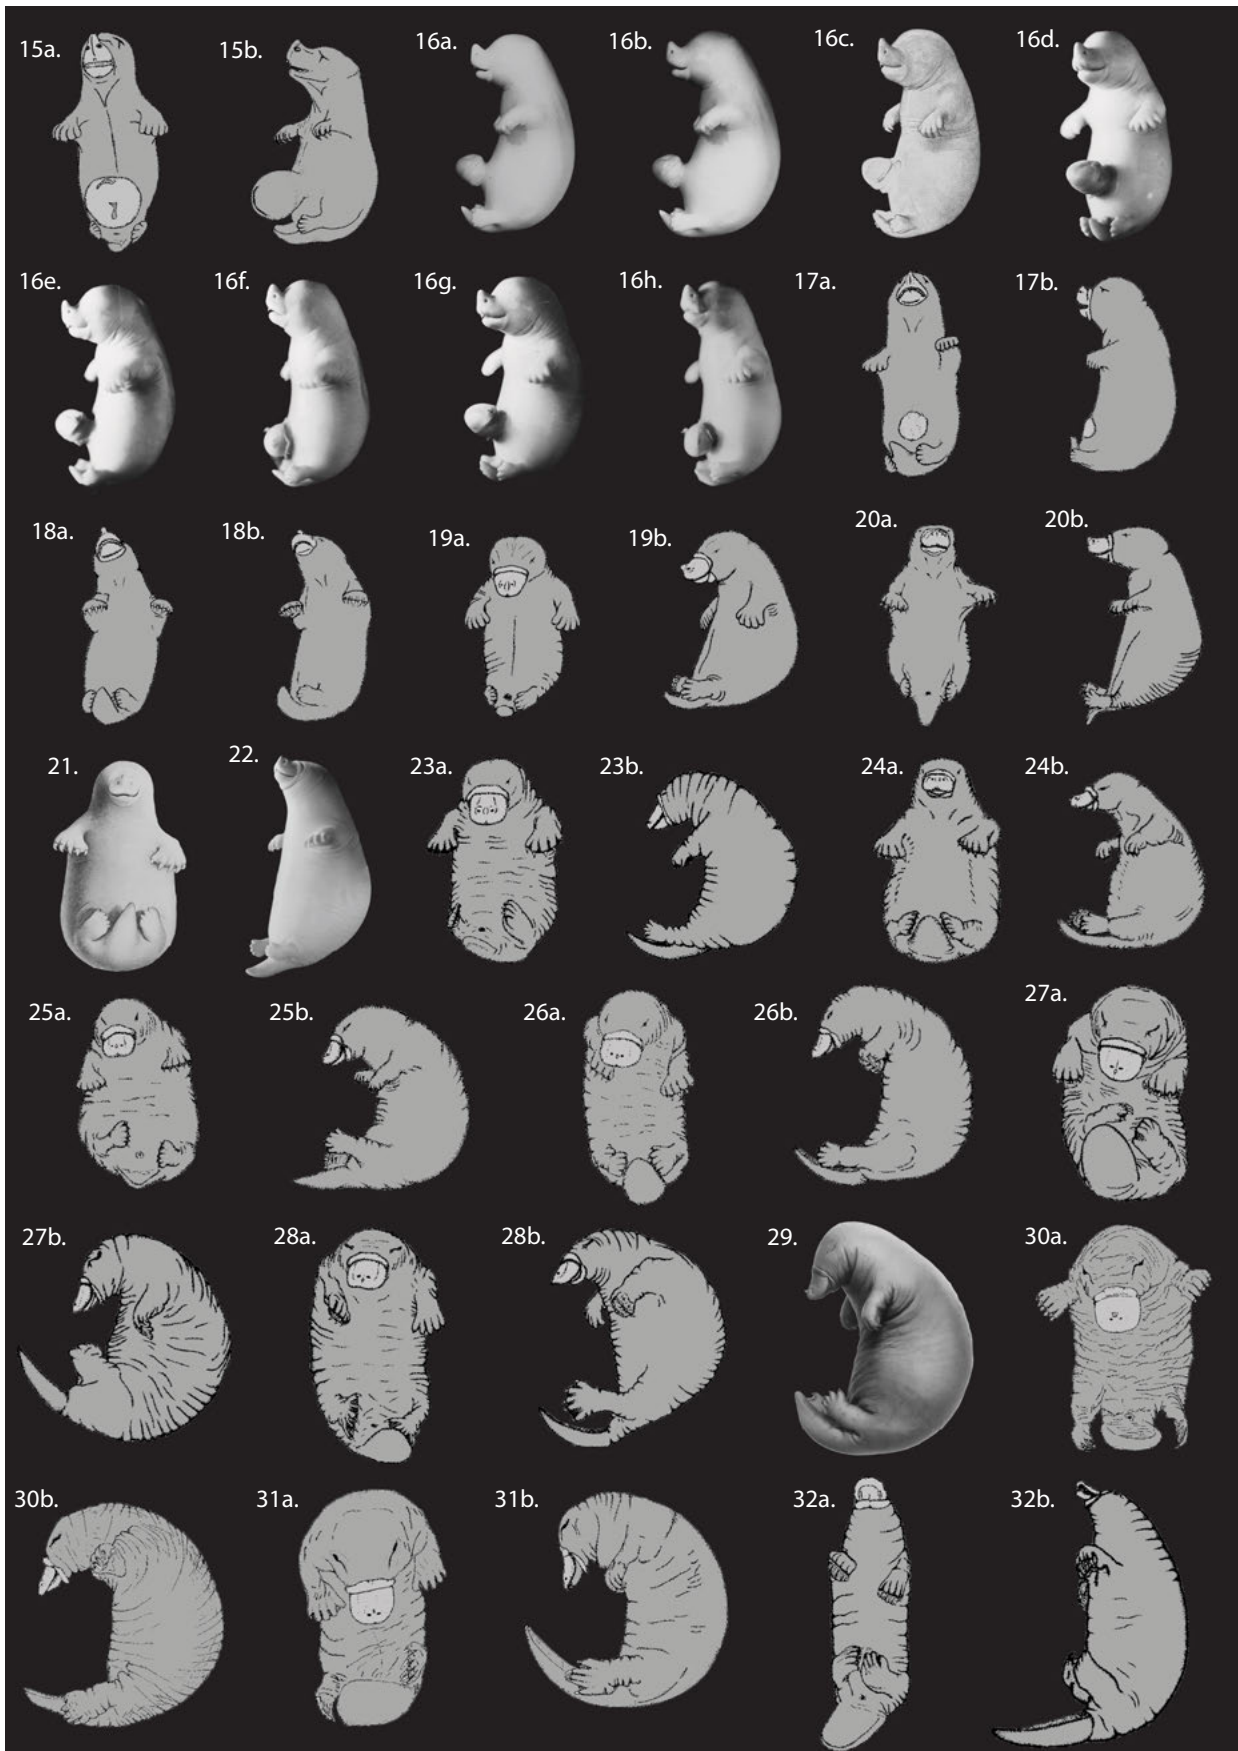 15a. 15b. 16a. 16b. 16c. 16d.
16e. 16f. 16g. 16h. 17a. 17b.
18a. 18b. 19a. 19b. 20a. 20b.
21. 22. 23a. 23b. 24a. 24b.
25a. 25b. 26a. 26b. 27a.
27b. 28a. 28b. 29. 30a.
30b. 31a. 31b. 32a. 32b.